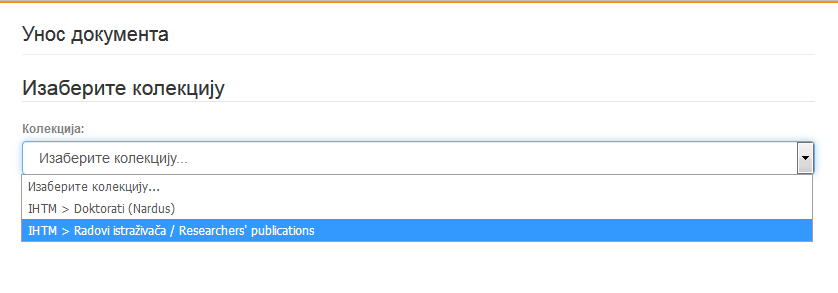 Унос документа
Изаберите колекцију
Колекција:
Изаберите колекцију...
Изаберите колекцију...
IHTM > Doktorati (Nardus)
IHTM > Radovi istraživača / Researchers' publications